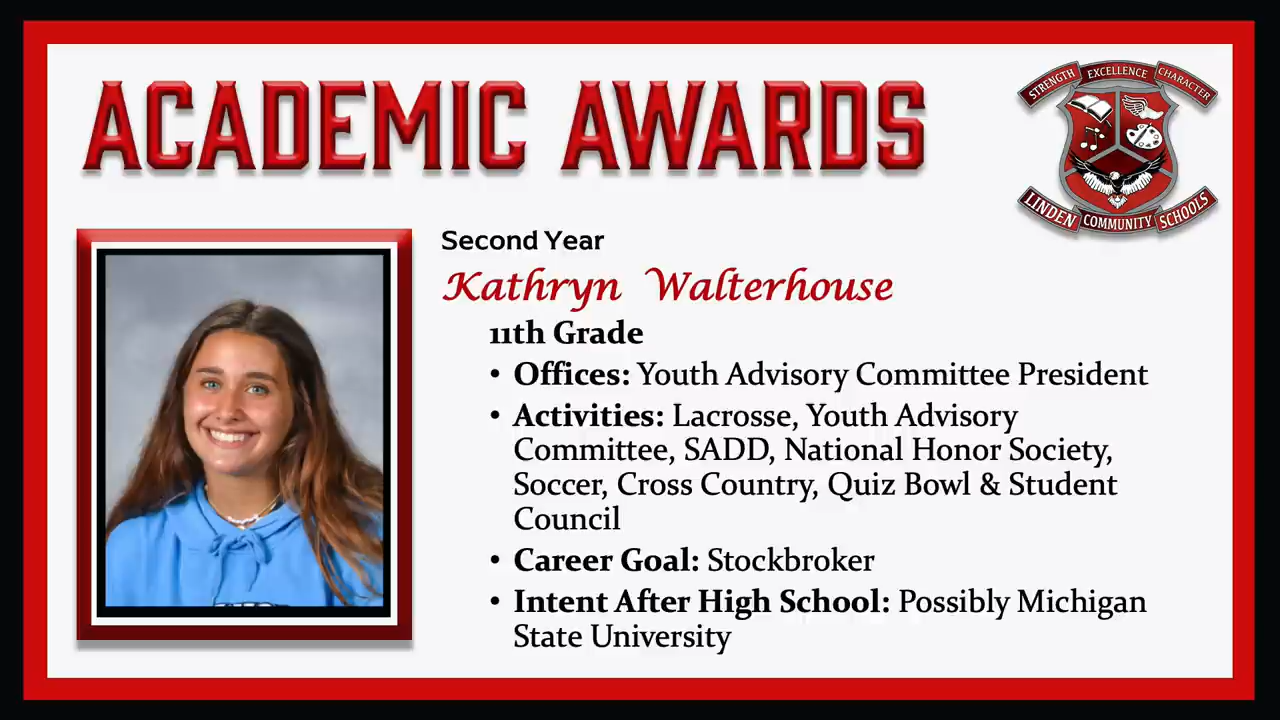 ACADEMIC AWARDS
STRENGTH EXCELLENCE CHARACTER
LINDEN COMMUNITY SCHOOLS
Second Year
Kathryn Walterhouse
11th Grade
• Offices: Youth Advisory Committee President
• Activities: Lacrosse, Youth Advisory
Committee, SADD, National Honor Society,
Soccer, Cross Country, Quiz Bowl & Student
Council
• Career Goal: Stockbroker
• Intent After High School: Possibly Michigan
State University